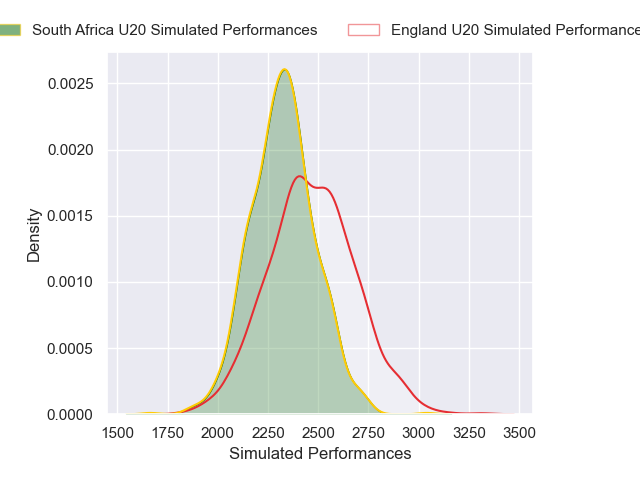 South Africa U20 Simulated Performances
England U20 Simulated Performance
0.0025
0.0020
0.0015
0.0010
0.0005
0.0000
Density
1500 1750 2000 2250 2500 2750 3000 3250 3500
Simulated Performances